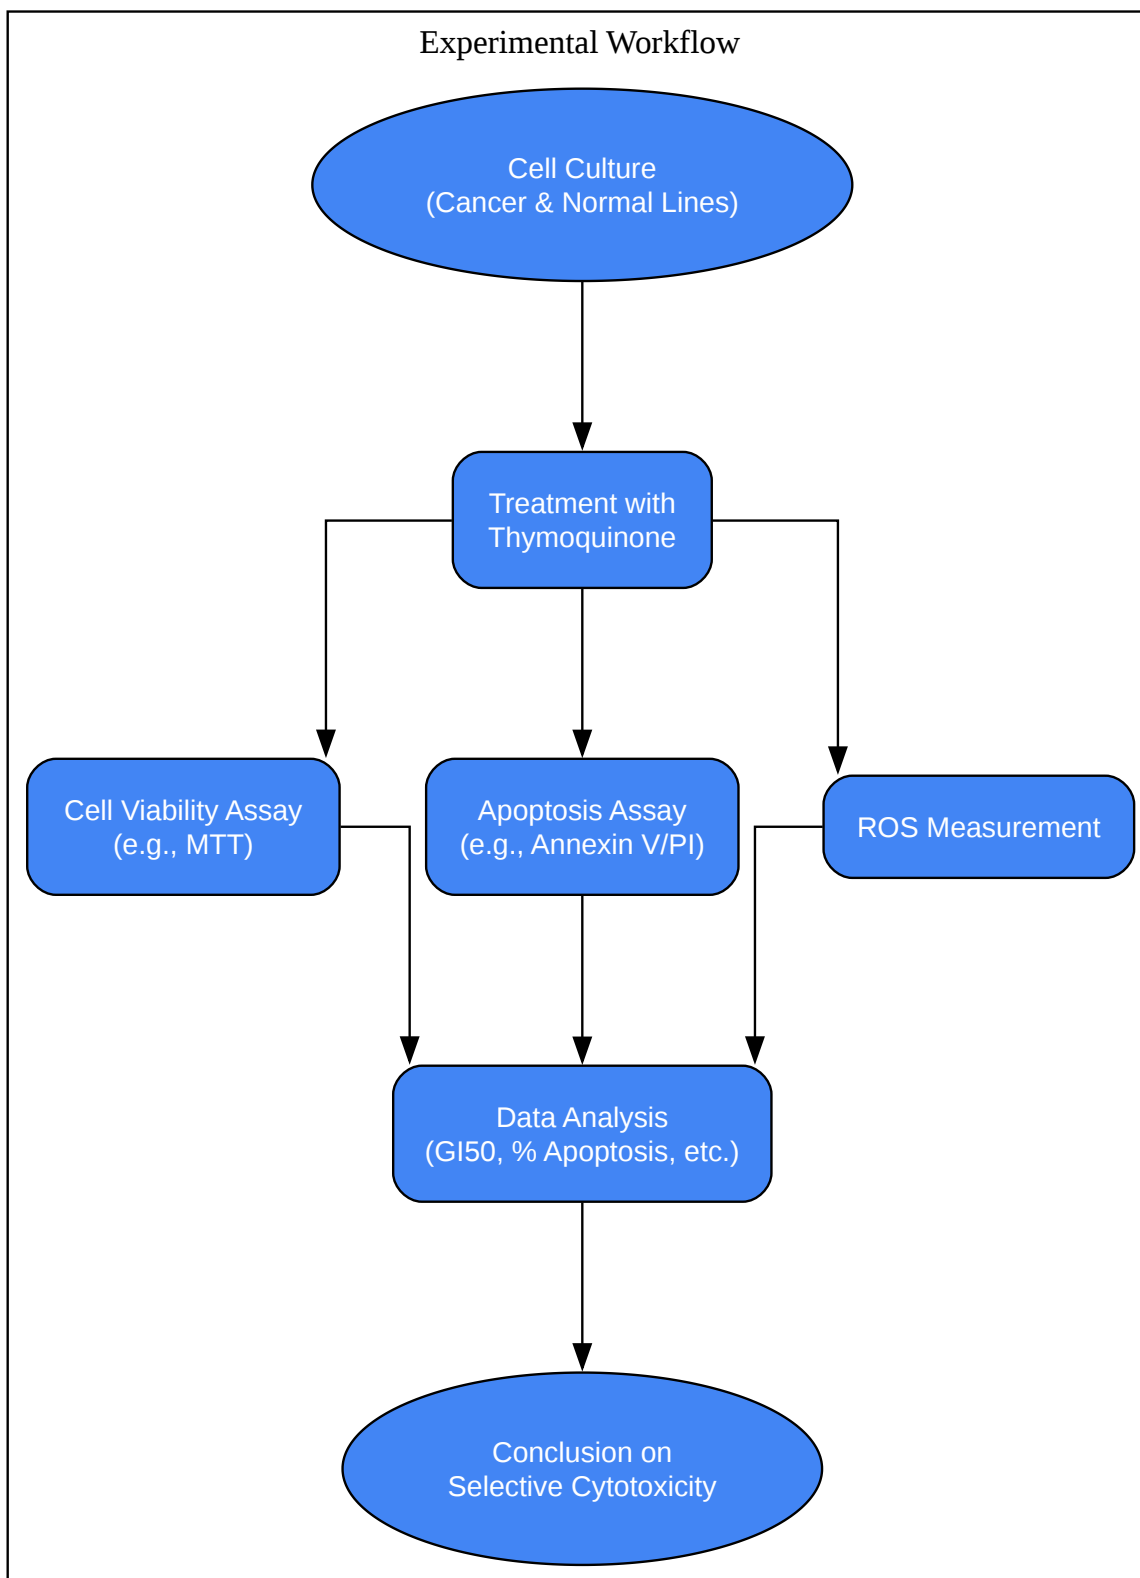 Experimental Workflow
Cell Culture
(Cancer & Normal Lines)
Treatment with
Thymoquinone
Cell Viability Assay
(e.g., MTT)
Apoptosis Assay
(e.g., Annexin V/PI)
ROS Measurement
Data Analysis
(GI50, % Apoptosis, etc.)
Conclusion on
Selective Cytotoxicity